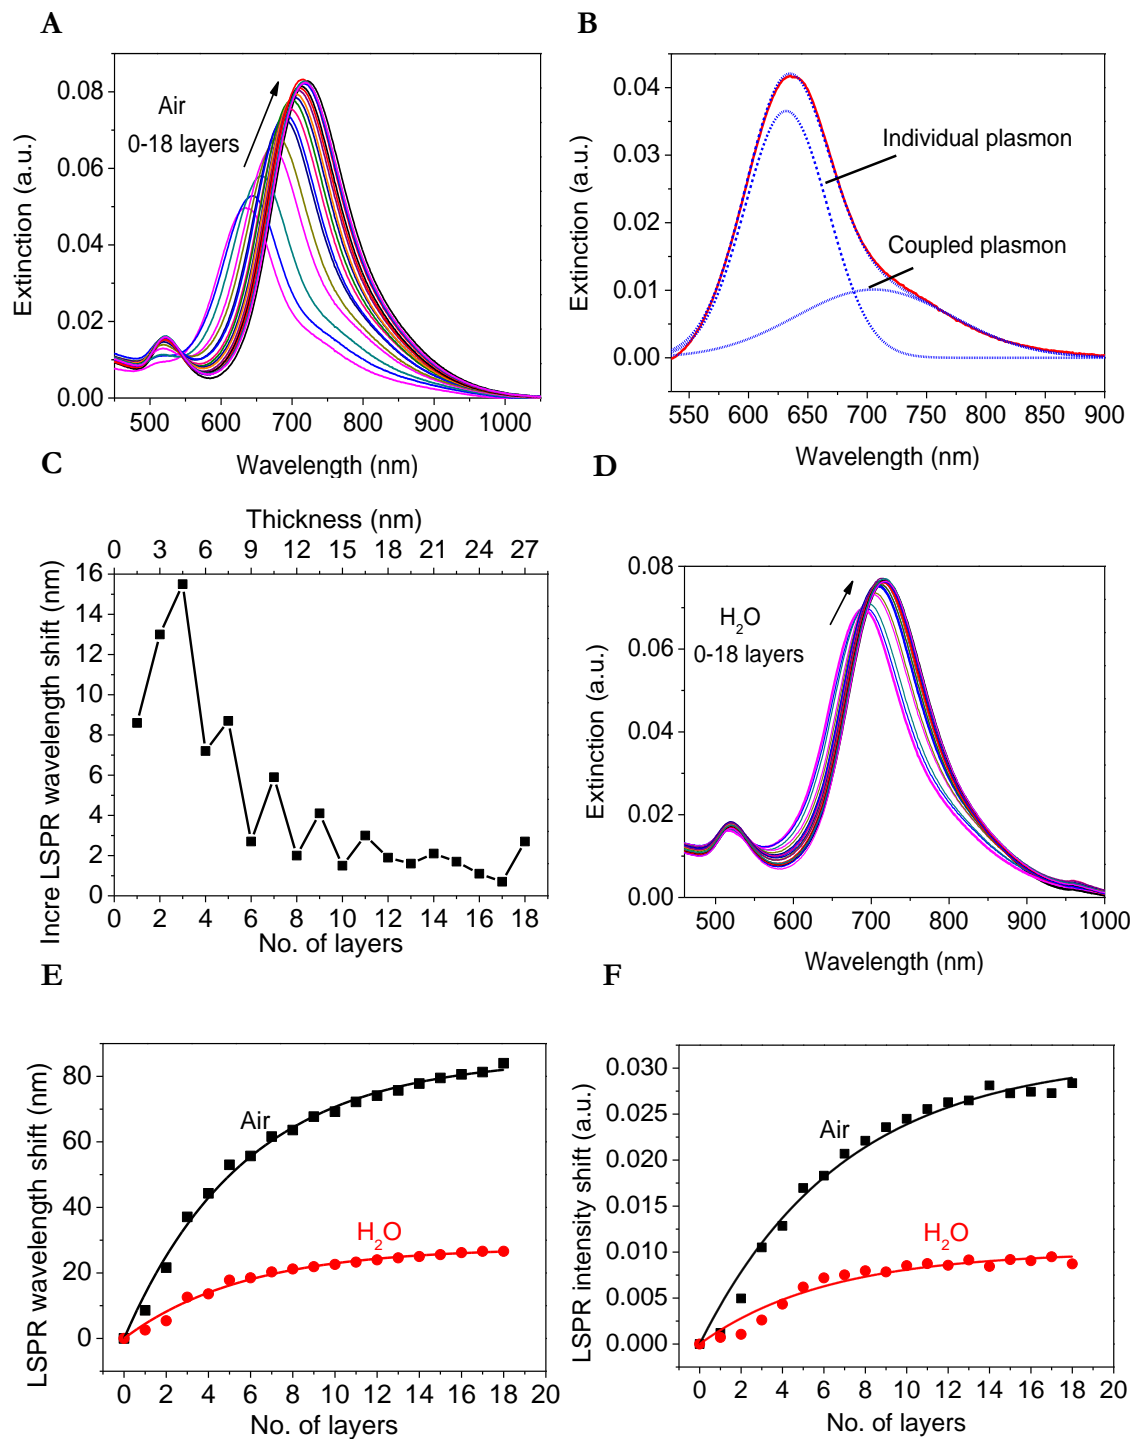 A
0.08
0.06
0.04
0.02
0.00
Extinction (a.u.)
Air
0-18 layers
500 600 700 800 900 1000
Wavelength (nm)
B
0.04
0.03
0.02
0.01
0.00
Extinction (a.u.)
Individual plasmon
Coupled plasmon
550 600 650 700 750 800 850 900
Wavelength (nm)
C
Thickness (nm)
0 3 6 9 12 15 18 21 24 27
16
14
12
10
8
6
4
2
0
Incre LSPR wavelength shift (nm)
0 2 4 6 8 10 12 14 16 18
No. of layers
D
0.08
0.06
0.04
0.02
0.00
Extinction (a.u.)
H₂O
0-18 layers
500 600 700 800 900 1000
Wavelength (nm)
E
80
60
40
20
0
LSPR wavelength shift (nm)
Air
H₂O
0 2 4 6 8 10 12 14 16 18 20
No. of layers
F
0.030
0.025
0.020
0.015
0.010
0.005
0.000
LSPR intensity shift (a.u.)
Air
H₂O
0 2 4 6 8 10 12 14 16 18 20
No. of layers